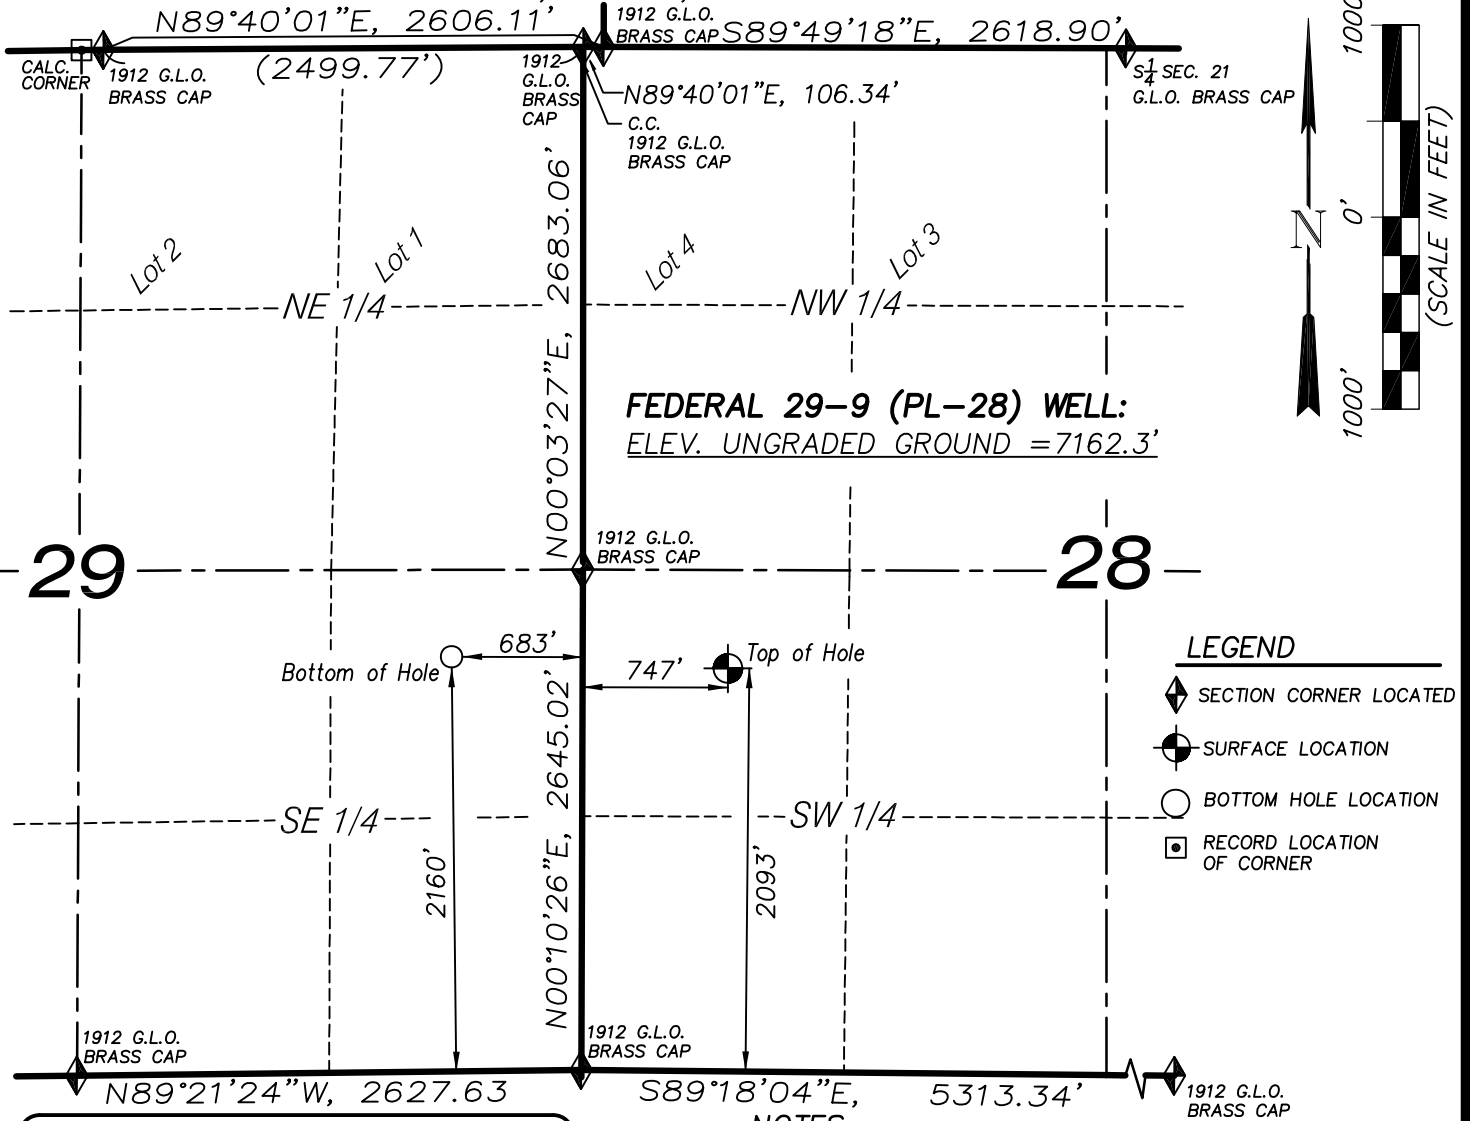 N89°40'01"E, 2606.11'
(2499.77')
1912 G.L.O.
BRASS CAP
S89°49'18"E, 2618.90'
CALC.
CORNER
1912 G.L.O.
BRASS CAP
1912
G.L.O.
BRASS
CAP
N89°40'01"E, 106.34'
C.C.
1912 G.L.O.
BRASS CAP
S1/4 SEC. 21
G.L.O. BRASS CAP
1000'
0'
1000'
(SCALE IN FEET)
N
Lot 2
Lot 1
Lot 4
Lot 3
N00°03'27"E, 2683.06'
NE 1/4
NW 1/4
FEDERAL 29-9 (PL-28) WELL:
ELEV. UNGRADED GROUND =7162.3'
29
1912 G.L.O.
BRASS CAP
28
683'
Bottom of Hole
747'
Top of Hole
LEGEND
SECTION CORNER LOCATED
SURFACE LOCATION
BOTTOM HOLE LOCATION
RECORD LOCATION
OF CORNER
N00°10'26"E, 2645.02'
SE 1/4
SW 1/4
2160'
2093'
1912 G.L.O.
BRASS CAP
1912 G.L.O.
BRASS CAP
N89°21'24"W, 2627.63
S89°18'04"E, 5313.34'
1912 G.L.O.
BRASS CAP
NOTES